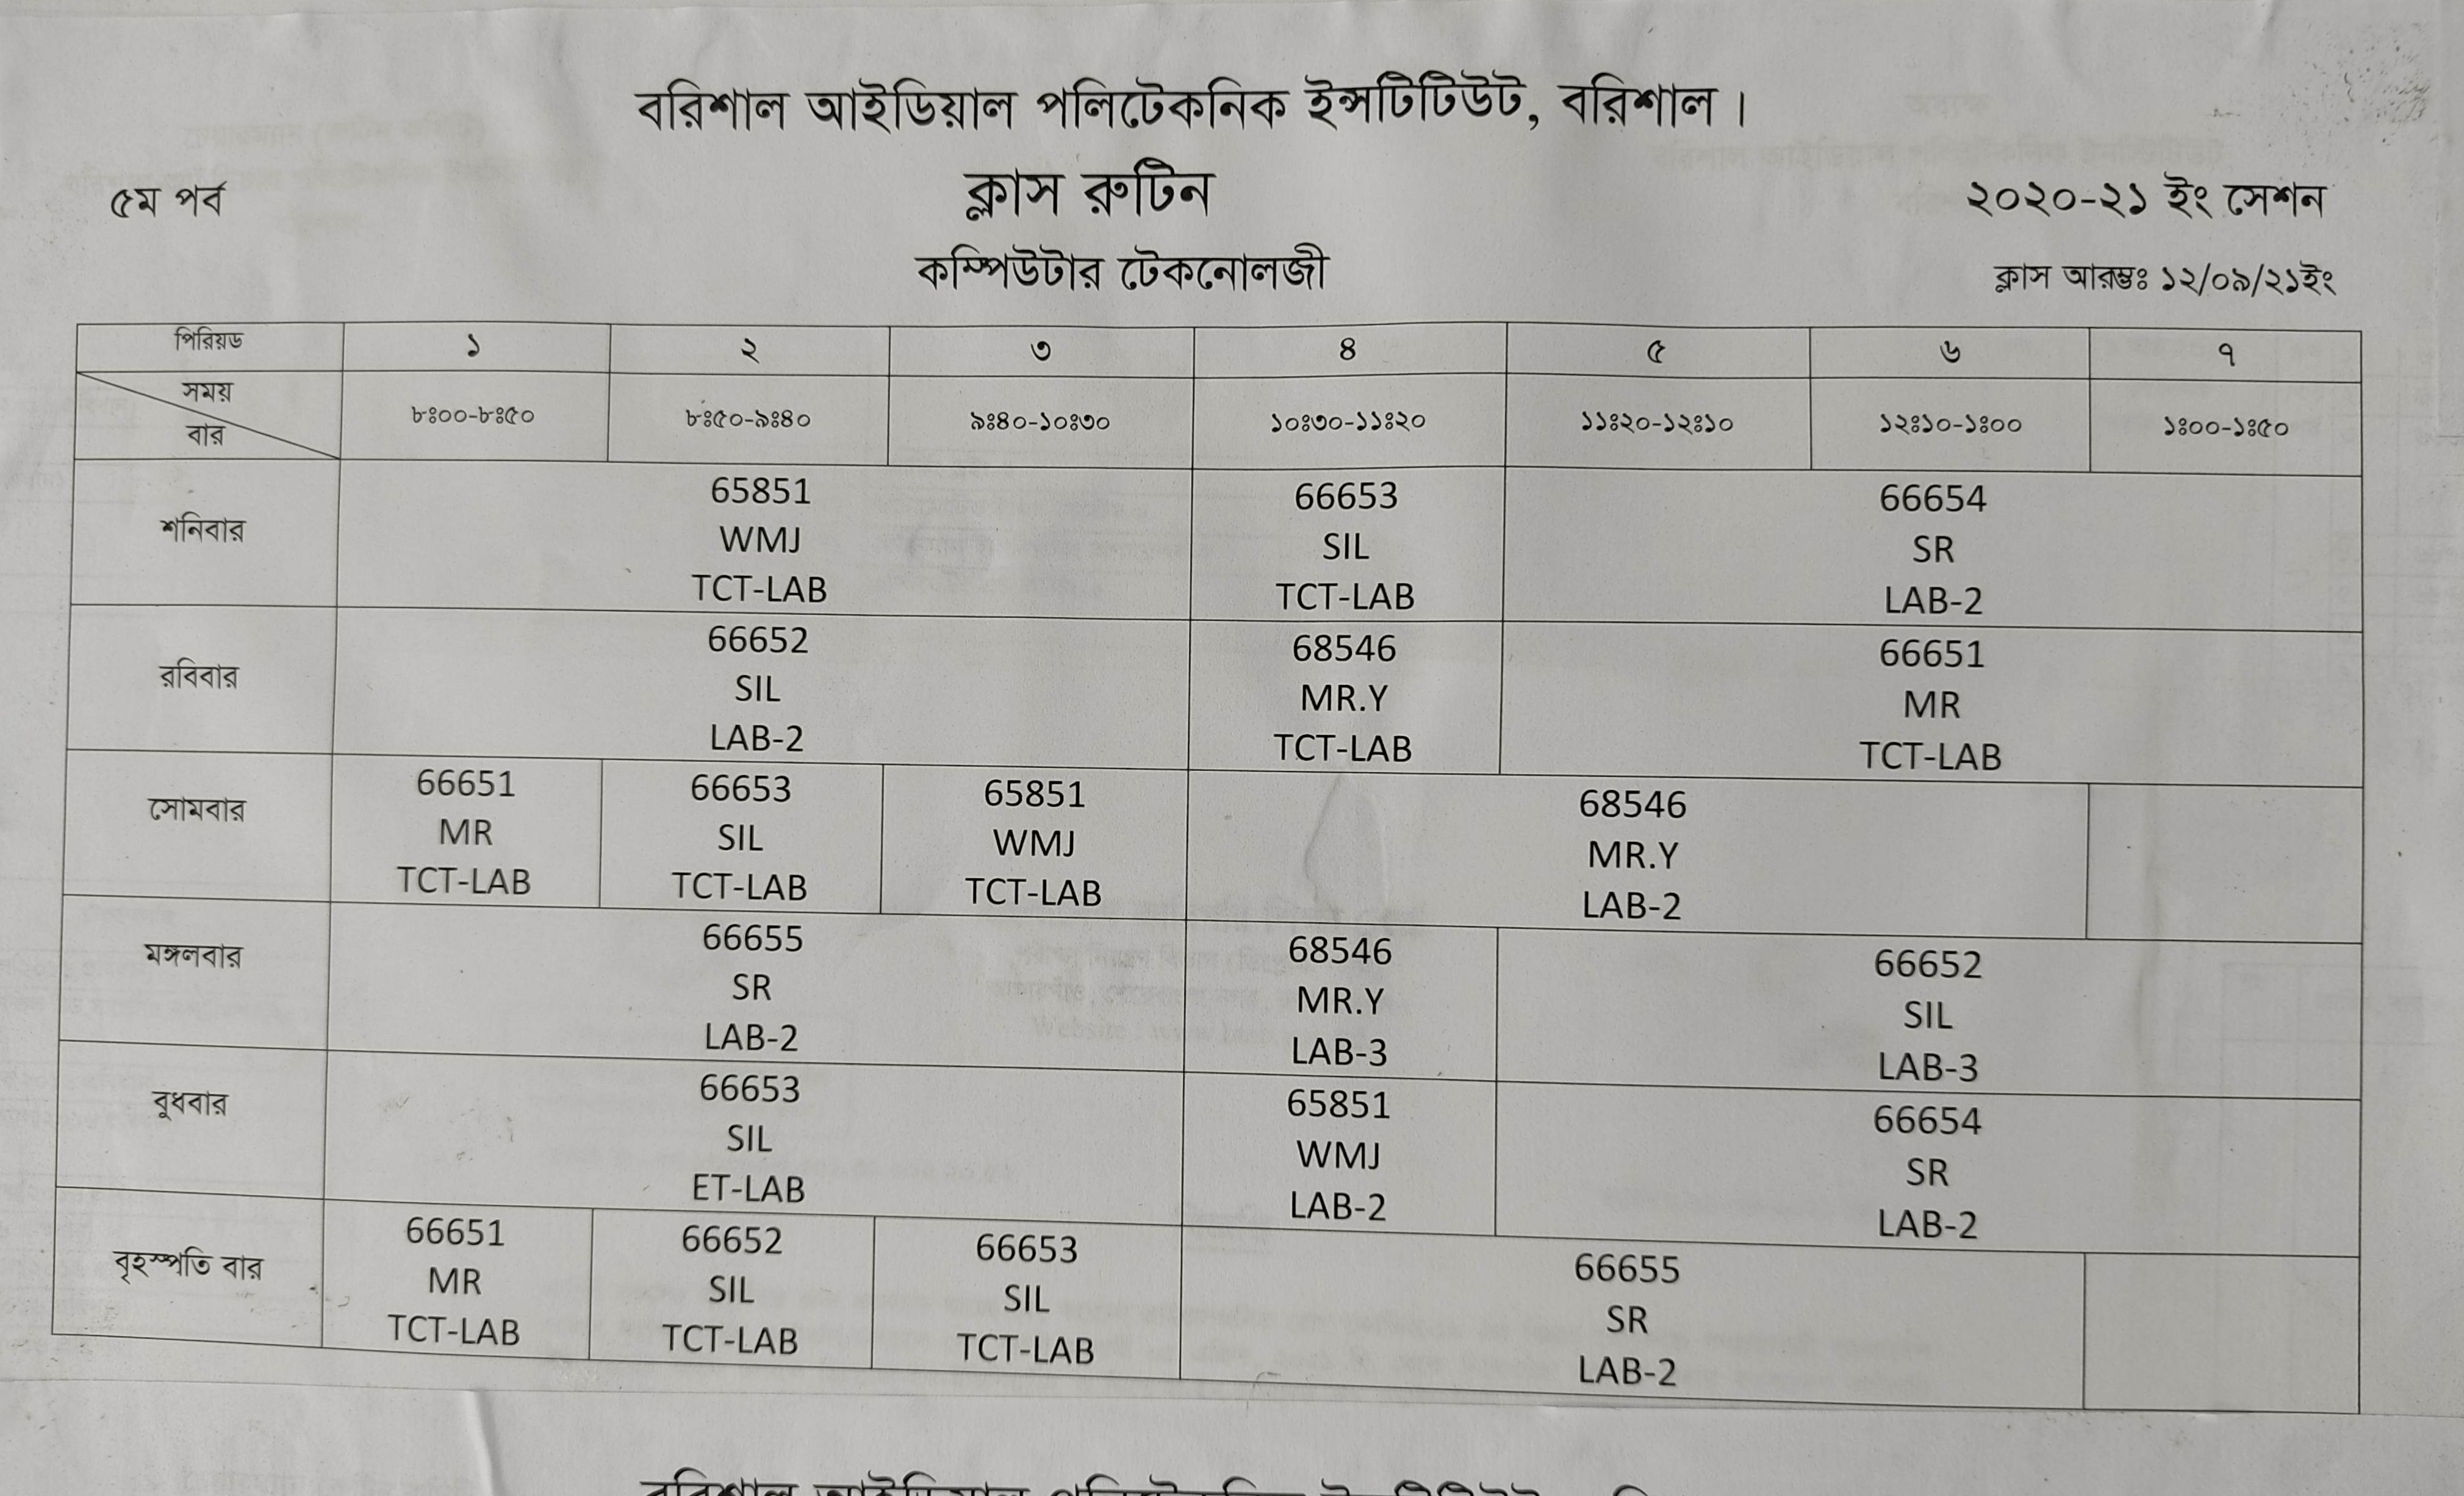 বরিশাল আইডিয়াল পলিটেকনিক ইন্সটিটিউট, বরিশাল।
৫ম পর্ব ক্লাস রুটিন ২০২০-২১ ইং সেশন
কম্পিউটার টেকনোলজী ক্লাস আরম্ভঃ ১২/০৯/২১ইং
পিরিয়ড ১ ২ ৩ ৪ ৫ ৬ ৭
সময়
বার ৮ঃ০০-৮ঃ৫০ ৮ঃ৫০-৯ঃ৪০ ৯ঃ৪০-১০ঃ৩০ ১০ঃ৩০-১১ঃ২০ ১১ঃ২০-১২ঃ১০ ১২ঃ১০-১ঃ০০ ১ঃ০০-১ঃ৫০
শনিবার
65851
WMJ
TCT-LAB
66653
SIL
TCT-LAB
66654
SR
LAB-2
রবিবার
66652
SIL
LAB-2
68546
MR.Y
TCT-LAB
66651
MR
TCT-LAB
সোমবার
66651
MR
TCT-LAB
66653
SIL
TCT-LAB
65851
WMJ
TCT-LAB
68546
MR.Y
LAB-2
মঙ্গলবার
66655
SR
LAB-2
68546
MR.Y
LAB-3
66652
SIL
LAB-3
বুধবার
66653
SIL
ET-LAB
65851
WMJ
LAB-2
66654
SR
LAB-2
বৃহস্পতি বার
66651
MR
TCT-LAB
66652
SIL
TCT-LAB
66653
SIL
TCT-LAB
66655
SR
LAB-2